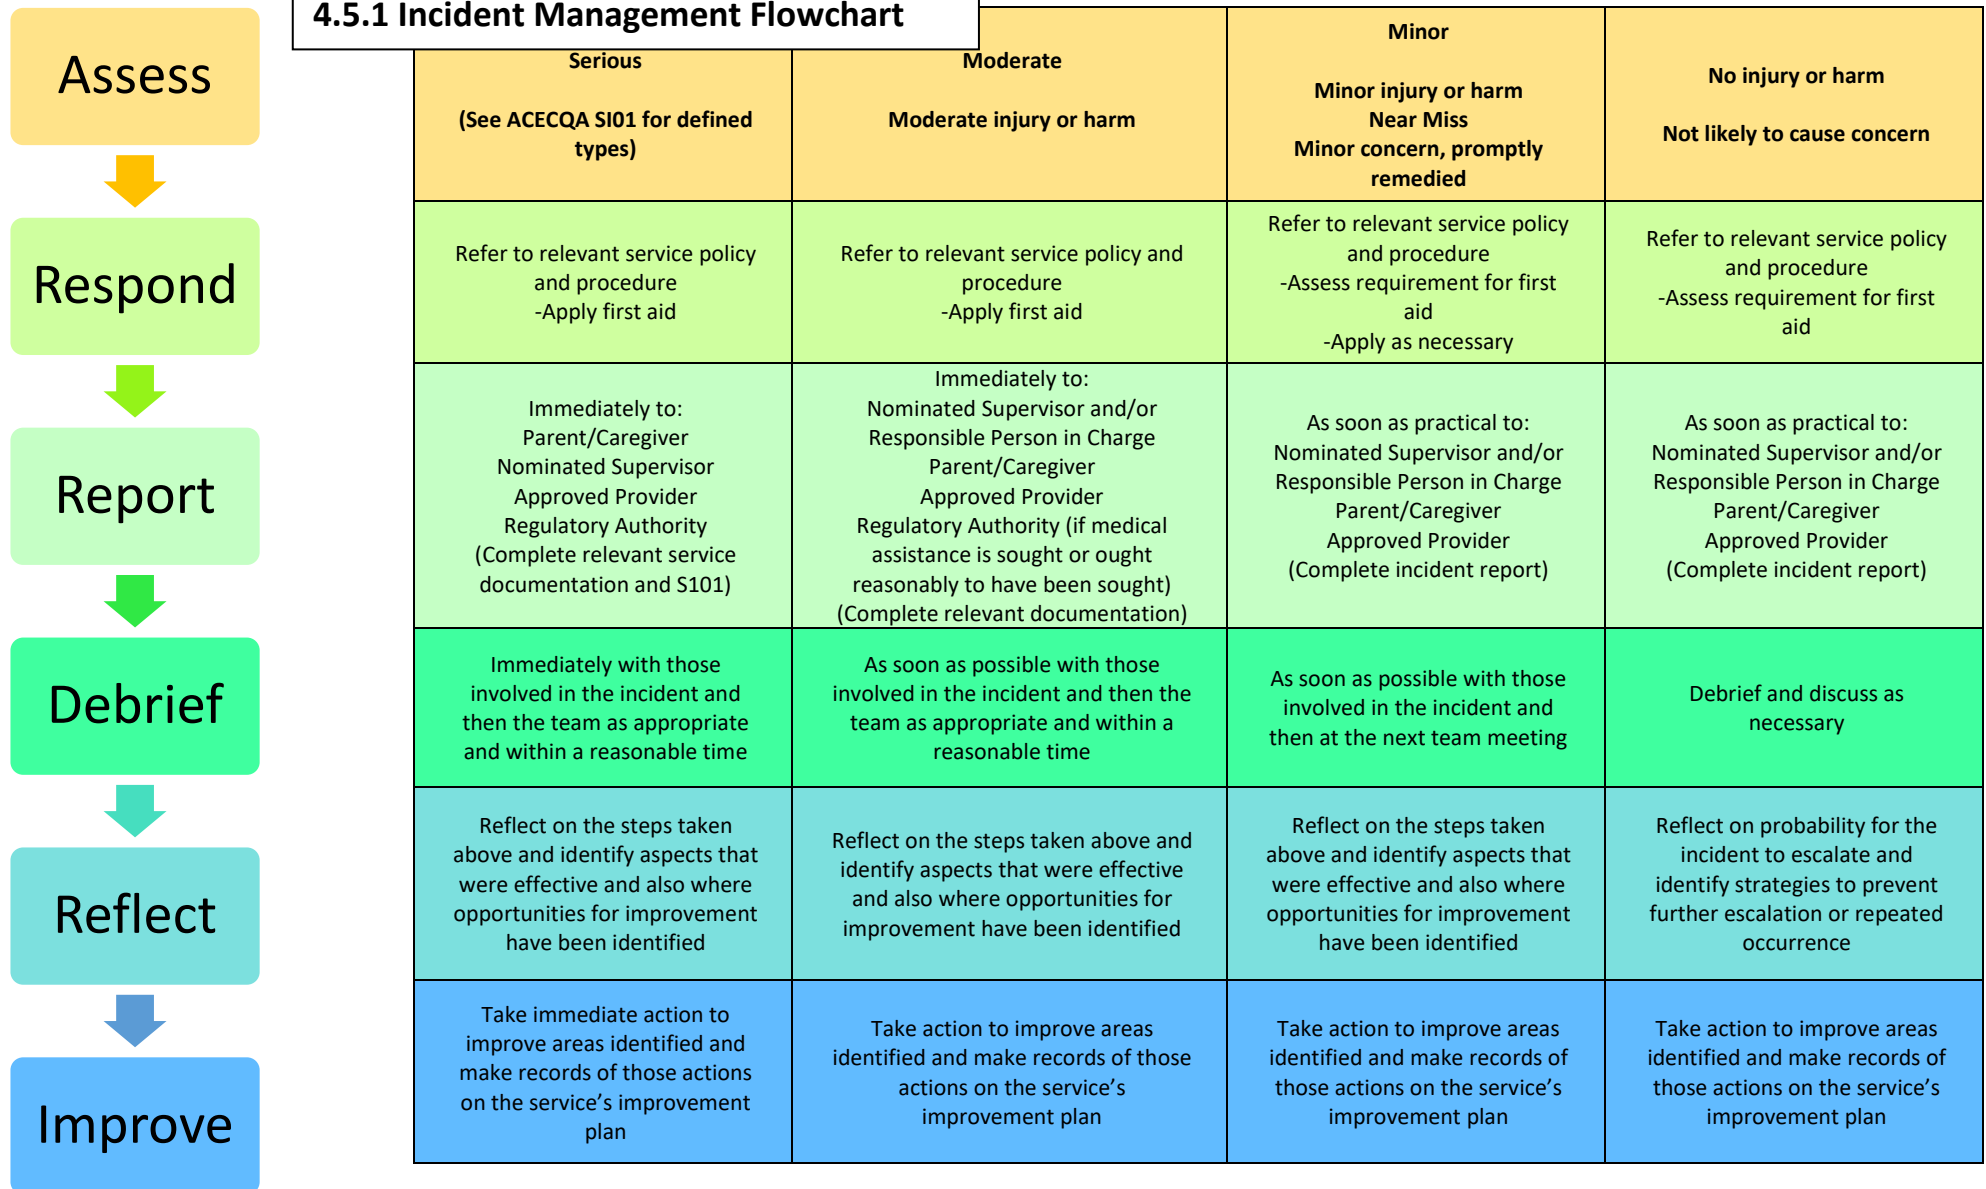 4.5.1 Incident Management Flowchart
Assess
Serious
(See ACECQA SI01 for defined
types)
Moderate
Moderate injury or harm
Minor
Minor injury or harm
Near Miss
Minor concern, promptly
remedied
No injury or harm
Not likely to cause concern
Respond
Refer to relevant service policy
and procedure
-Apply first aid
Refer to relevant service policy and
procedure
-Apply first aid
Refer to relevant service policy
and procedure
-Assess requirement for first
aid
-Apply as necessary
Refer to relevant service policy
and procedure
-Assess requirement for first
aid
Report
Immediately to:
Parent/Caregiver
Nominated Supervisor
Approved Provider
Regulatory Authority
(Complete relevant service
documentation and S101)
Immediately to:
Nominated Supervisor and/or
Responsible Person in Charge
Parent/Caregiver
Approved Provider
Regulatory Authority (if medical
assistance is sought or ought
reasonably to have been sought)
(Complete relevant documentation)
As soon as practical to:
Nominated Supervisor and/or
Responsible Person in Charge
Parent/Caregiver
Approved Provider
(Complete incident report)
As soon as practical to:
Nominated Supervisor and/or
Responsible Person in Charge
Parent/Caregiver
Approved Provider
(Complete incident report)
Debrief
Immediately with those
involved in the incident and
then the team as appropriate
and within a reasonable time
As soon as possible with those
involved in the incident and then the
team as appropriate and within a
reasonable time
As soon as possible with those
involved in the incident and
then at the next team meeting
Debrief and discuss as
necessary
Reflect
Reflect on the steps taken
above and identify aspects that
were effective and also where
opportunities for improvement
have been identified
Reflect on the steps taken above and
identify aspects that were effective
and also where opportunities for
improvement have been identified
Reflect on the steps taken
above and identify aspects that
were effective and also where
opportunities for improvement
have been identified
Reflect on probability for the
incident to escalate and
identify strategies to prevent
further escalation or repeated
occurrence
Improve
Take immediate action to
improve areas identified and
make records of those actions
on the service’s improvement
plan
Take action to improve areas
identified and make records of those
actions on the service’s
improvement plan
Take action to improve areas
identified and make records of
those actions on the service’s
improvement plan
Take action to improve areas
identified and make records of
those actions on the service’s
improvement plan